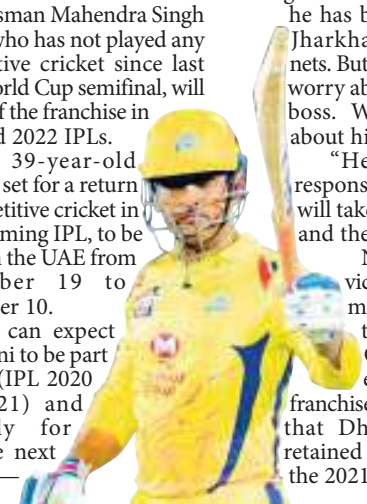 sman Mahendra Singh
who has not played any
tive cricket since last
orld Cup semifinal, will
f the franchise in
d 2022 IPLs.
39-year-old
set for a return
etitive cricket in
ming IPL, to be
n the UAE from
ber 19 to
er 10.
can expect
ni to be part
(IPL 2020
21) and
ly for
e next
—
he has b
Jharkha
nets. But
worry ab
boss. W
about hi
“He
respons
will take
and the
N
vic
m
t
e
franchise
that Dh
retained
the 2021